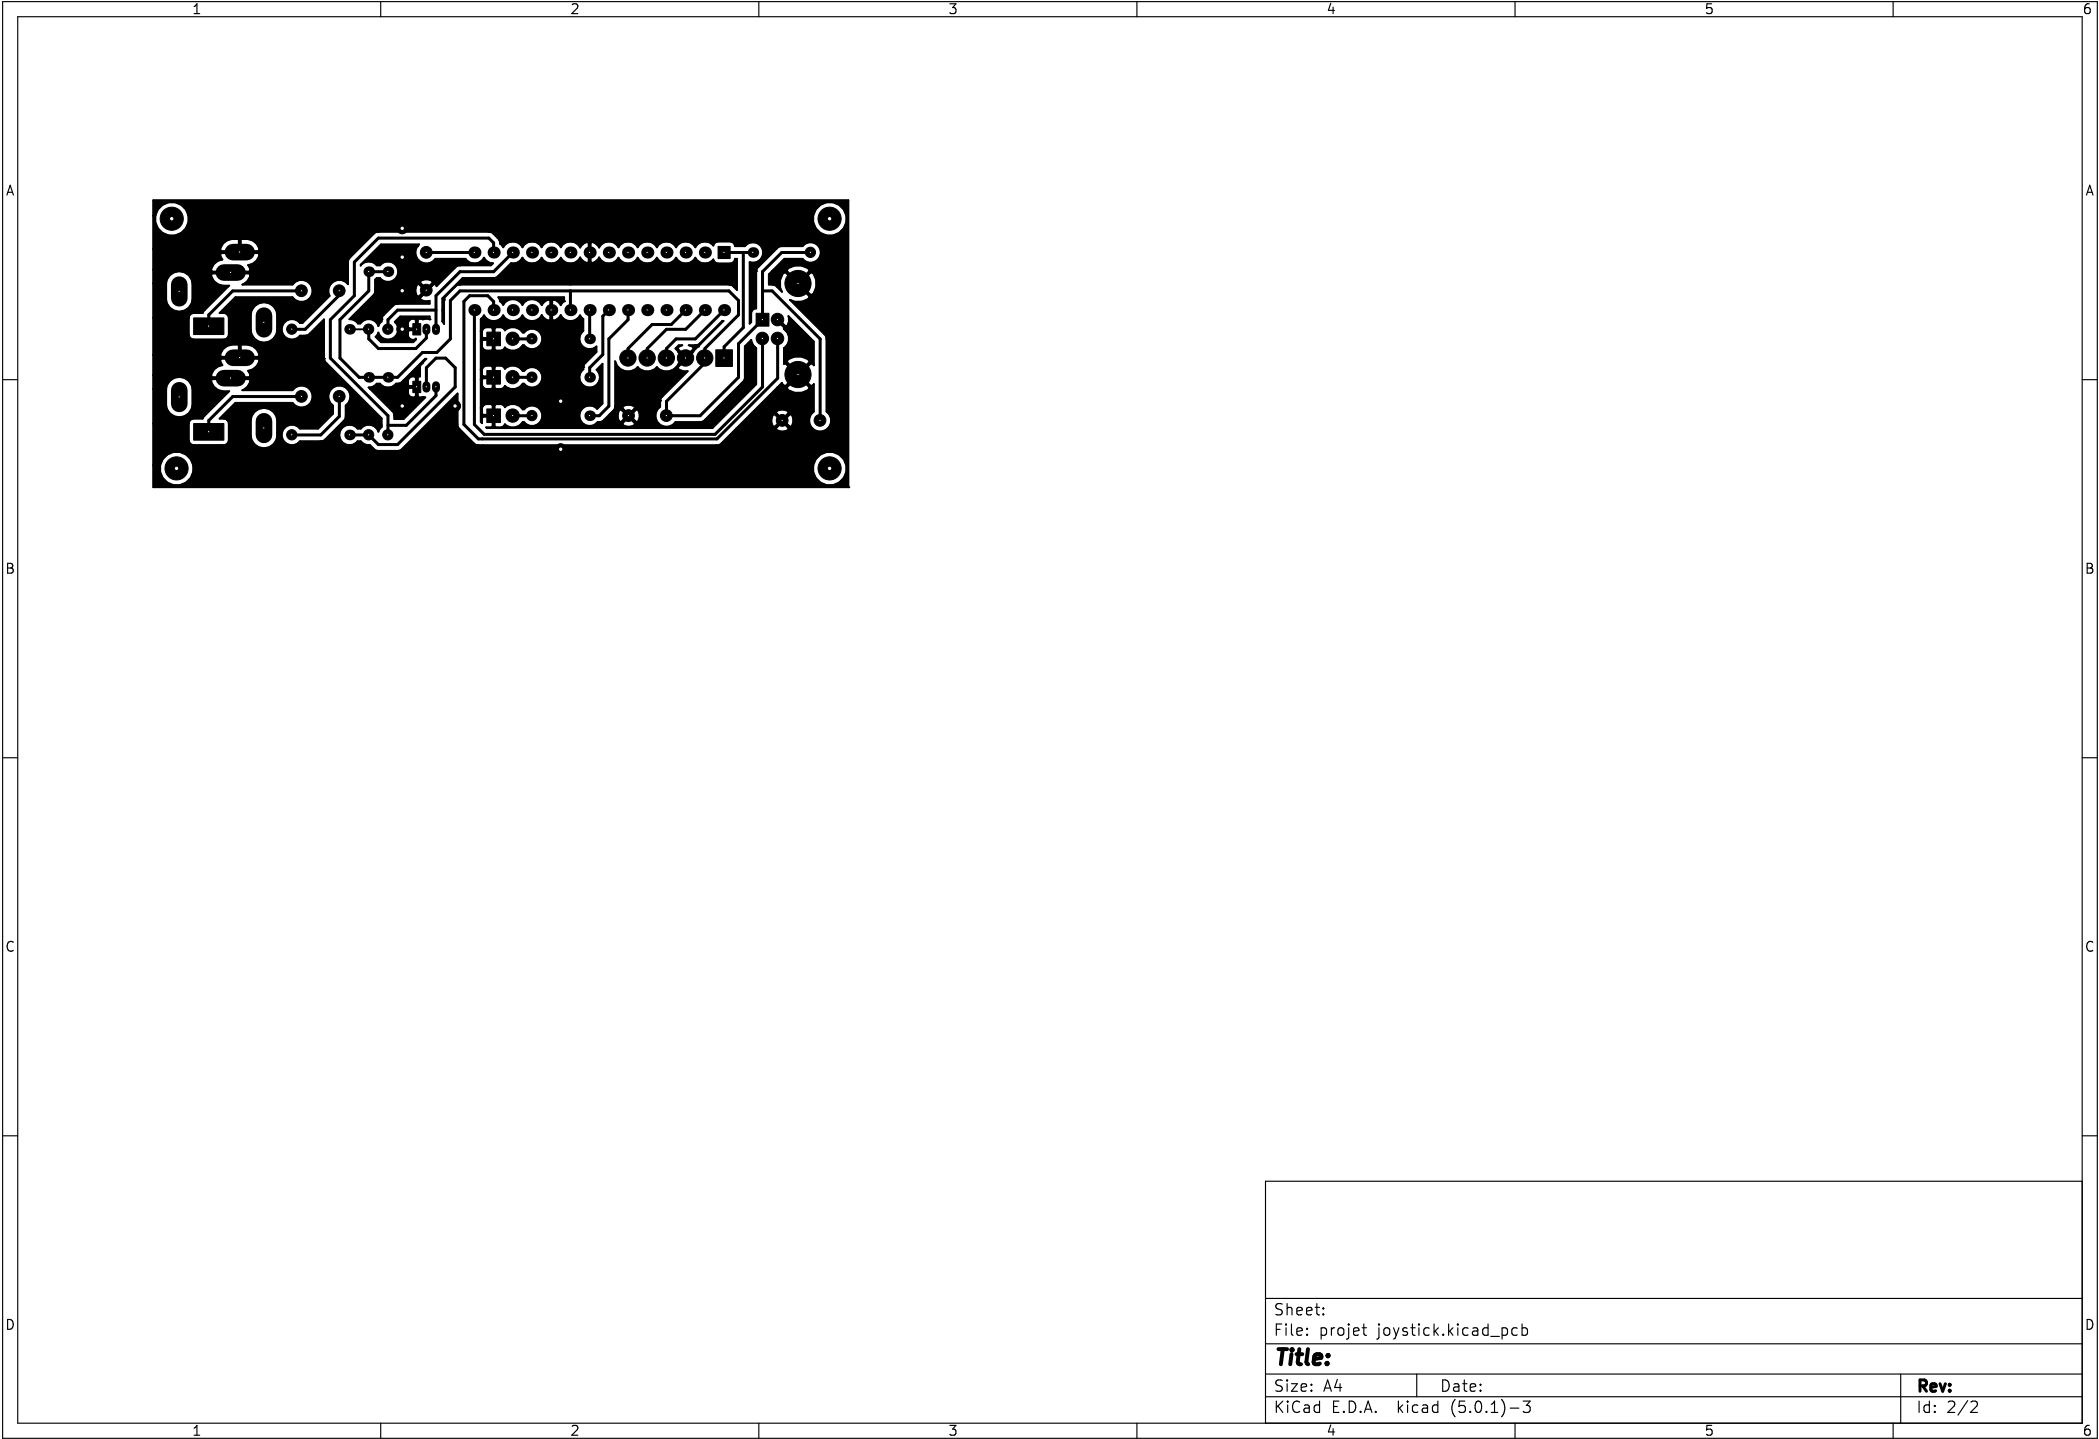 1 2 3 4 5 6
A A
B B
C C
D D
Sheet:
File: projet joystick.kicad_pcb
Title:
Size: A4 Date: Rev:
KiCad E.D.A. kicad (5.0.1)-3 Id: 2/2
1 2 3 4 5 6